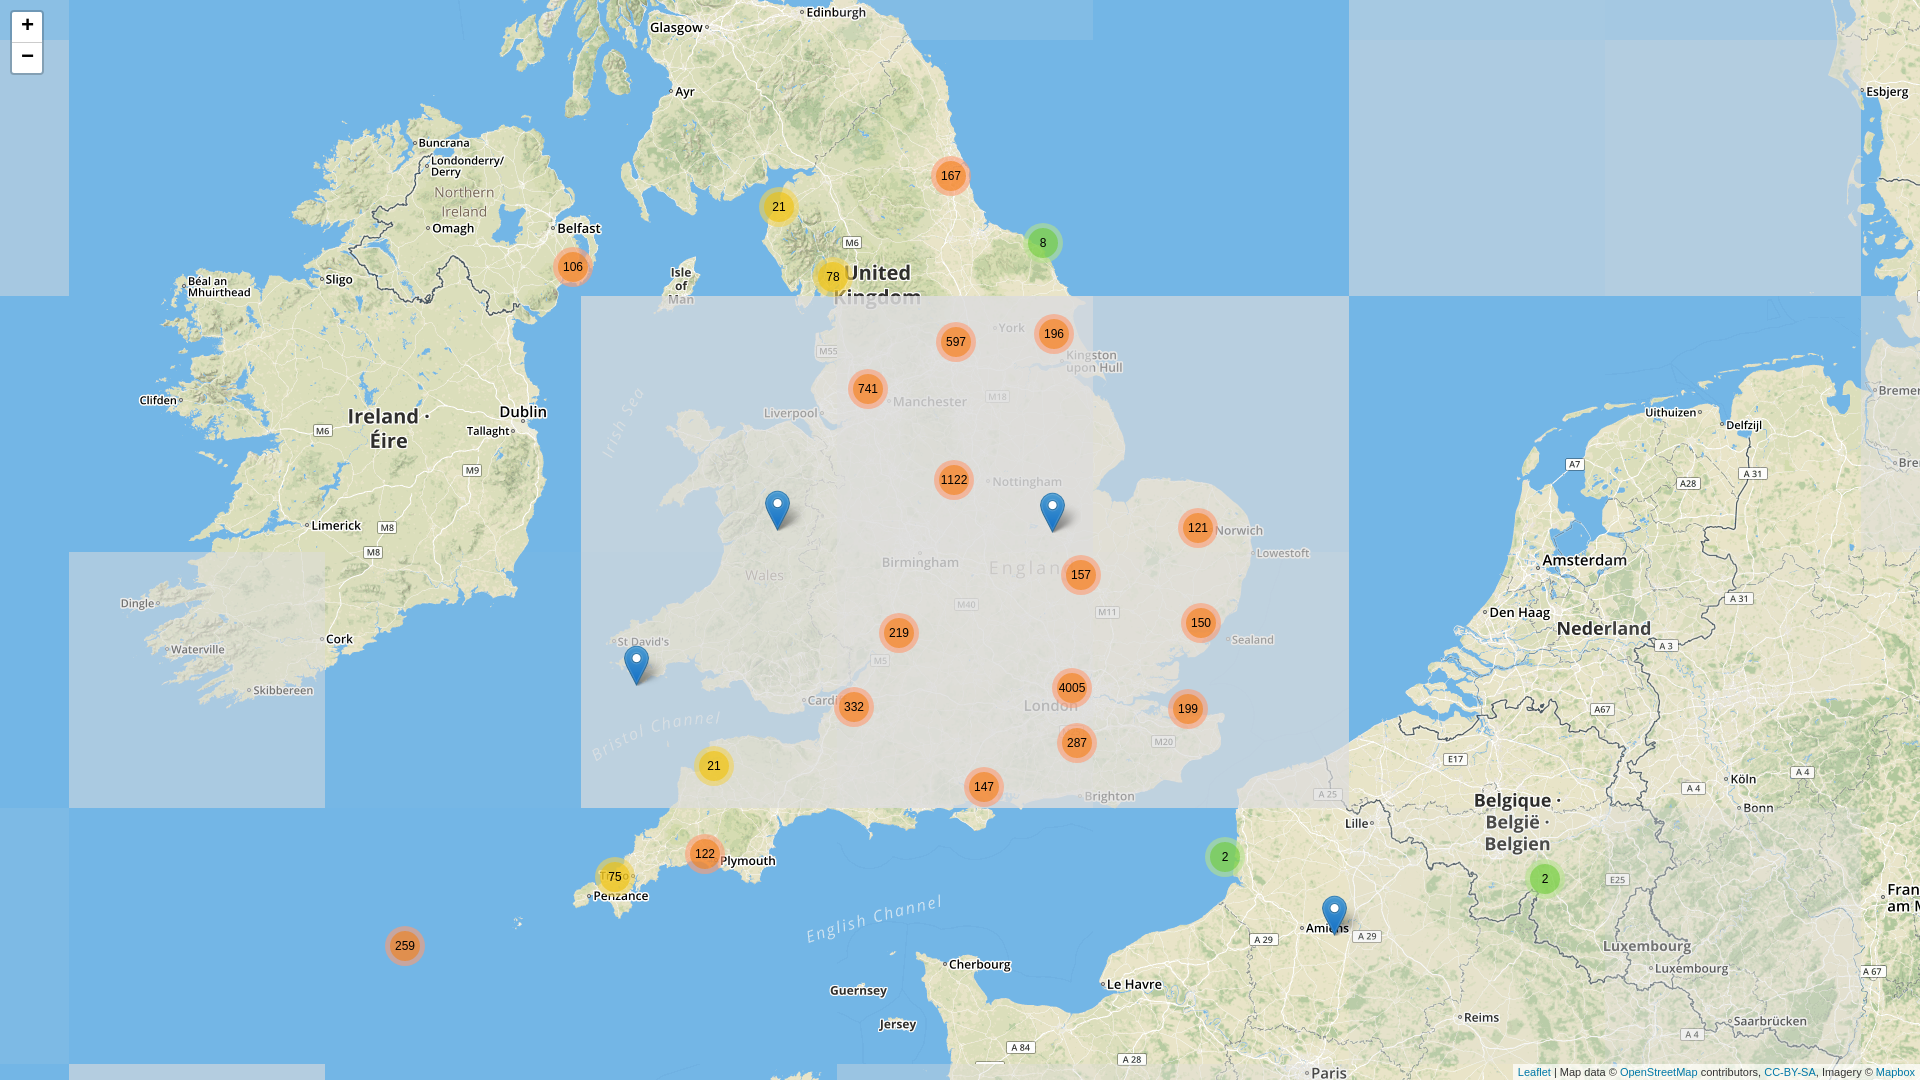 +
−
Edinburgh
Glasgow
Ayr
Esbjerg
Buncrana
Londonderry/
Derry
167
Northern
Ireland
21
Omagh
Belfast
M6
8
106
Isle
of
Man
78
United
Kingdom
Sligo
Béal an
Mhuirthead
York
196
597
M55
Kingston
upon Hull
741
M18
Bremer
Clifden
Manchester
Liverpool
Dublin
Uithuizen
Ireland ·
Éire
Irish Sea
M6
Tallaght
Delfzijl
A7
M9
A 31
1122
Nottingham
A28
Limerick
M8
121
Norwich
M8
Lowestoft
Birmingham
Amsterdam
Wales
Englan
157
Dingle
M40
M11
A 31
Den Haag
219
150
Nederland
Cork
St David's
Sealand
A 3
Waterville
M5
Skibbereen
4005
Cardi
332
London
199
A67
Bristol Channel
287
M20
E17
21
A 4
Köln
147
Brighton
A 25
A 4
Belgique ·
België ·
Belgien
Bonn
Lille
122
Plymouth
2
75
2
E25
Penzance
Fran
am M
English Channel
Amiens
A 29
A 29
259
Luxembourg
Cherbourg
Luxembourg
A 67
Le Havre
Guernsey
Reims
Saarbrücken
Jersey
A 4
A 84
A 28
Paris
Leaflet | Map data © OpenStreetMap contributors, CC-BY-SA, Imagery © Mapbox